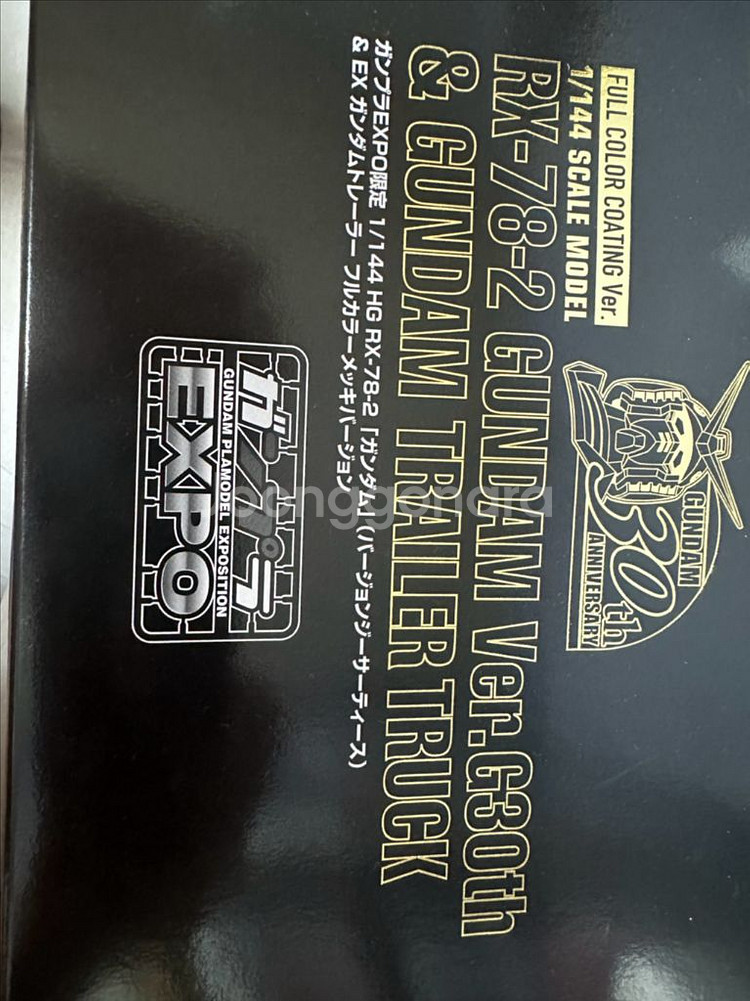 FULL COLOR COATING Ver.
1/144 SCALE MODEL
RX-78-2 GUNDAM Ver.G30th
& GUNDAM TRAILER TRUCK
ガンプラEXPO限定 1/144 HG RX-78-2「ガンダム」(バージョンジーサーティース)
& EX ガンダムトレーラー フルカラーメッキバージョン
GUNDAM
30th
ANNIVERSARY
ガンプラ
GUNDAM PLAMODEL EXPOSITION
EXPO
joonggonara